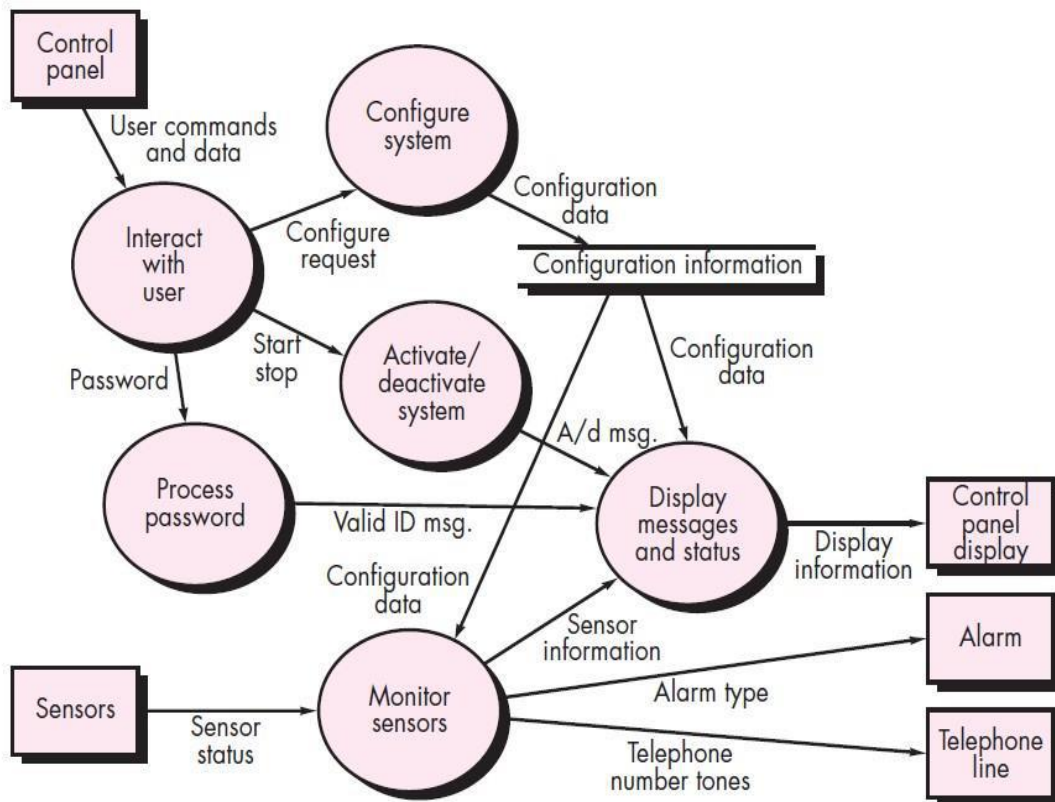 Control
panel
User commands
and data
Configure
system
Configuration
data
Interact
with
user
Configure
request
Configuration information
Start
stop
Activate/
deactivate
system
Configuration
data
Password
A/d msg.
Process
password
Valid ID msg.
Display
messages
and status
Control
panel
display
Display
information
Configuration
data
Sensor
information
Alarm
Sensors
Sensor
status
Monitor
sensors
Alarm type
Telephone
number tones
Telephone
line